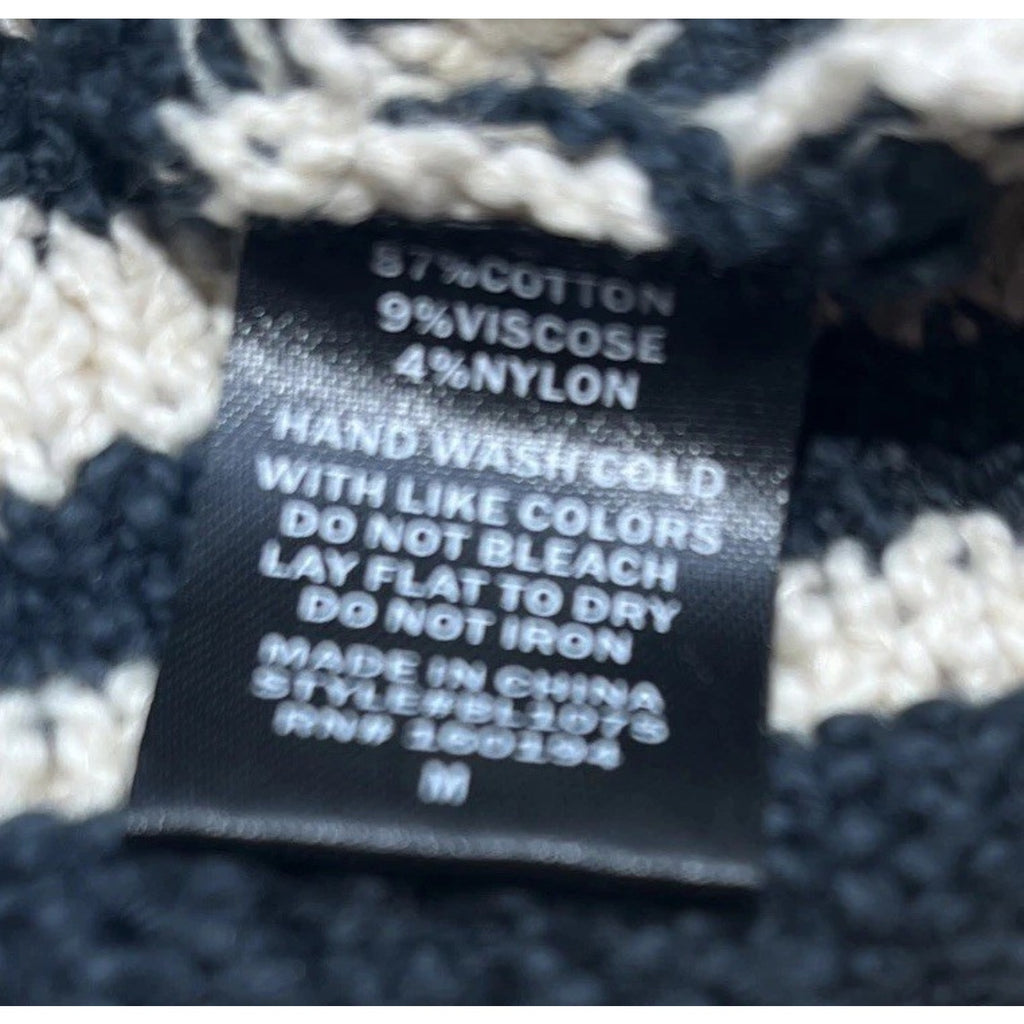 87%COTTON
9%VISCOSE
4%NYLON
HAND WASH COLD
WITH LIKE COLORS
DO NOT BLEACH
LAY FLAT TO DRY
DO NOT IRON
MADE IN CHINA
RN#
M